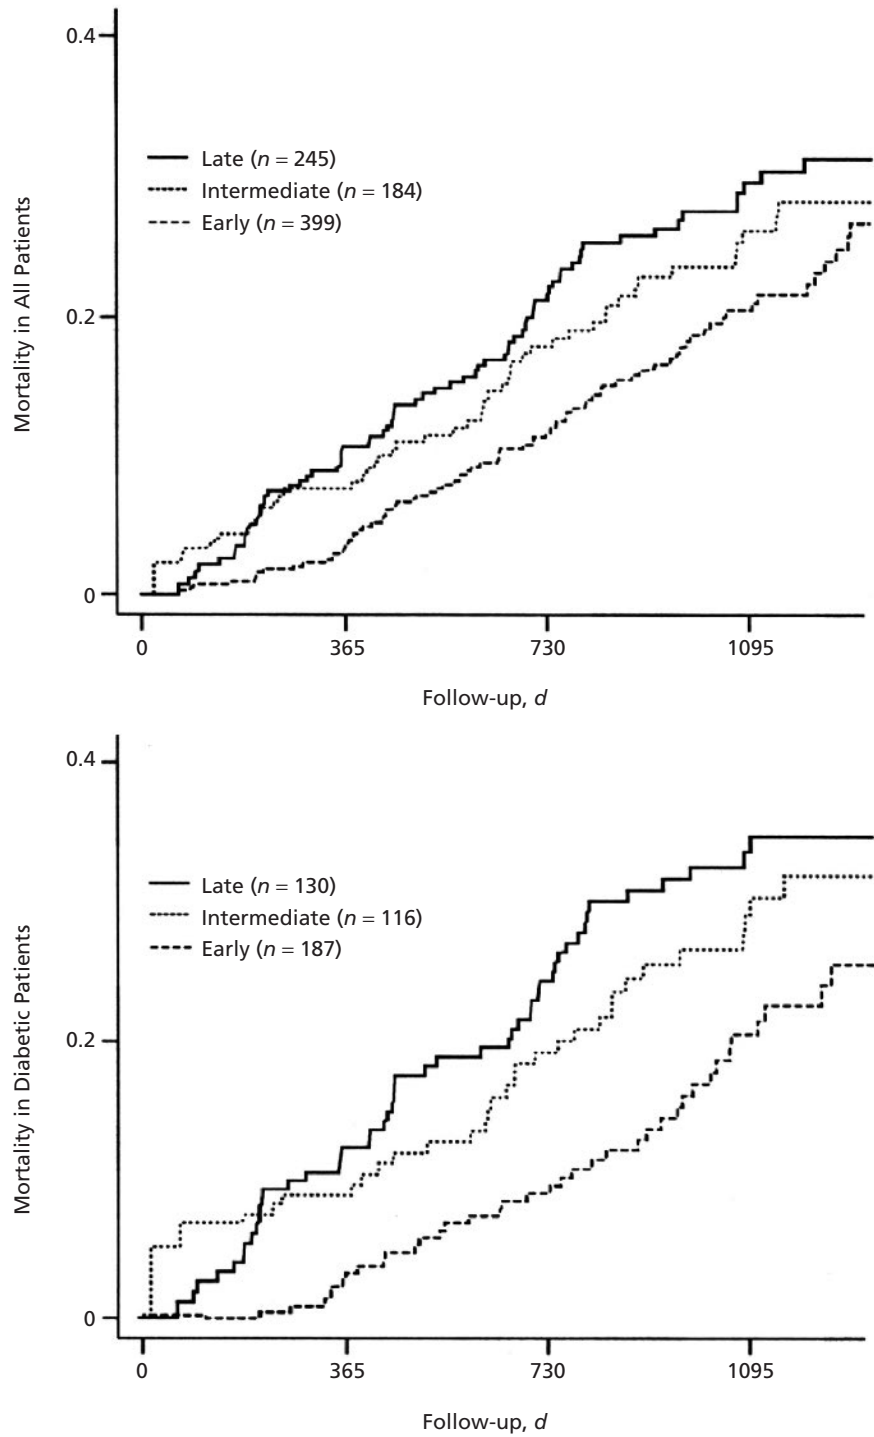 0.4
Mortality in All Patients
Late (n = 245)
Intermediate (n = 184)
Early (n = 399)
0.2
0
0 365 730 1095
Follow-up, d
0.4
Mortality in Diabetic Patients
Late (n = 130)
Intermediate (n = 116)
Early (n = 187)
0.2
0
0 365 730 1095
Follow-up, d